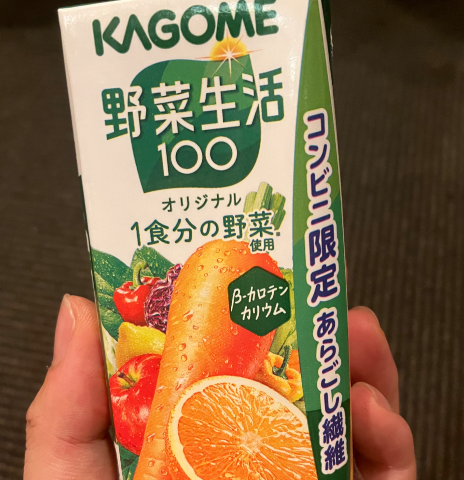 KAGOME
野菜生活
100
オリジナル
1食分の野菜
使用
β-カロテン
カリウム
コンビニ限定 あらごし繊維